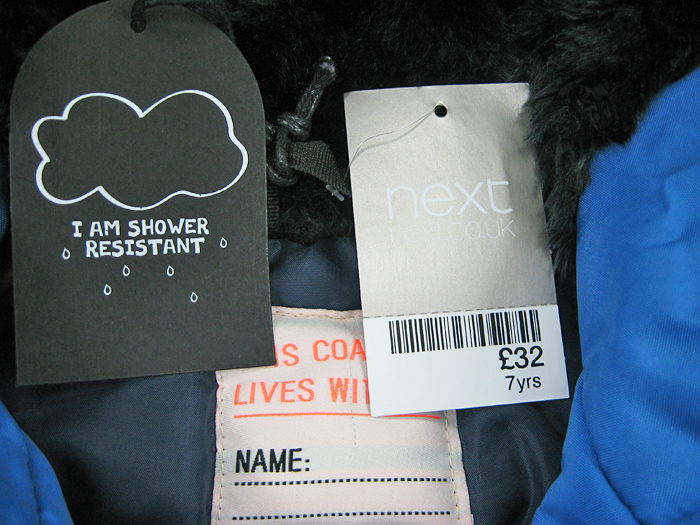 I AM SHOWER
RESISTANT
next
.co.uk
£32
7yrs
COA
LIVES WIT
NAME: